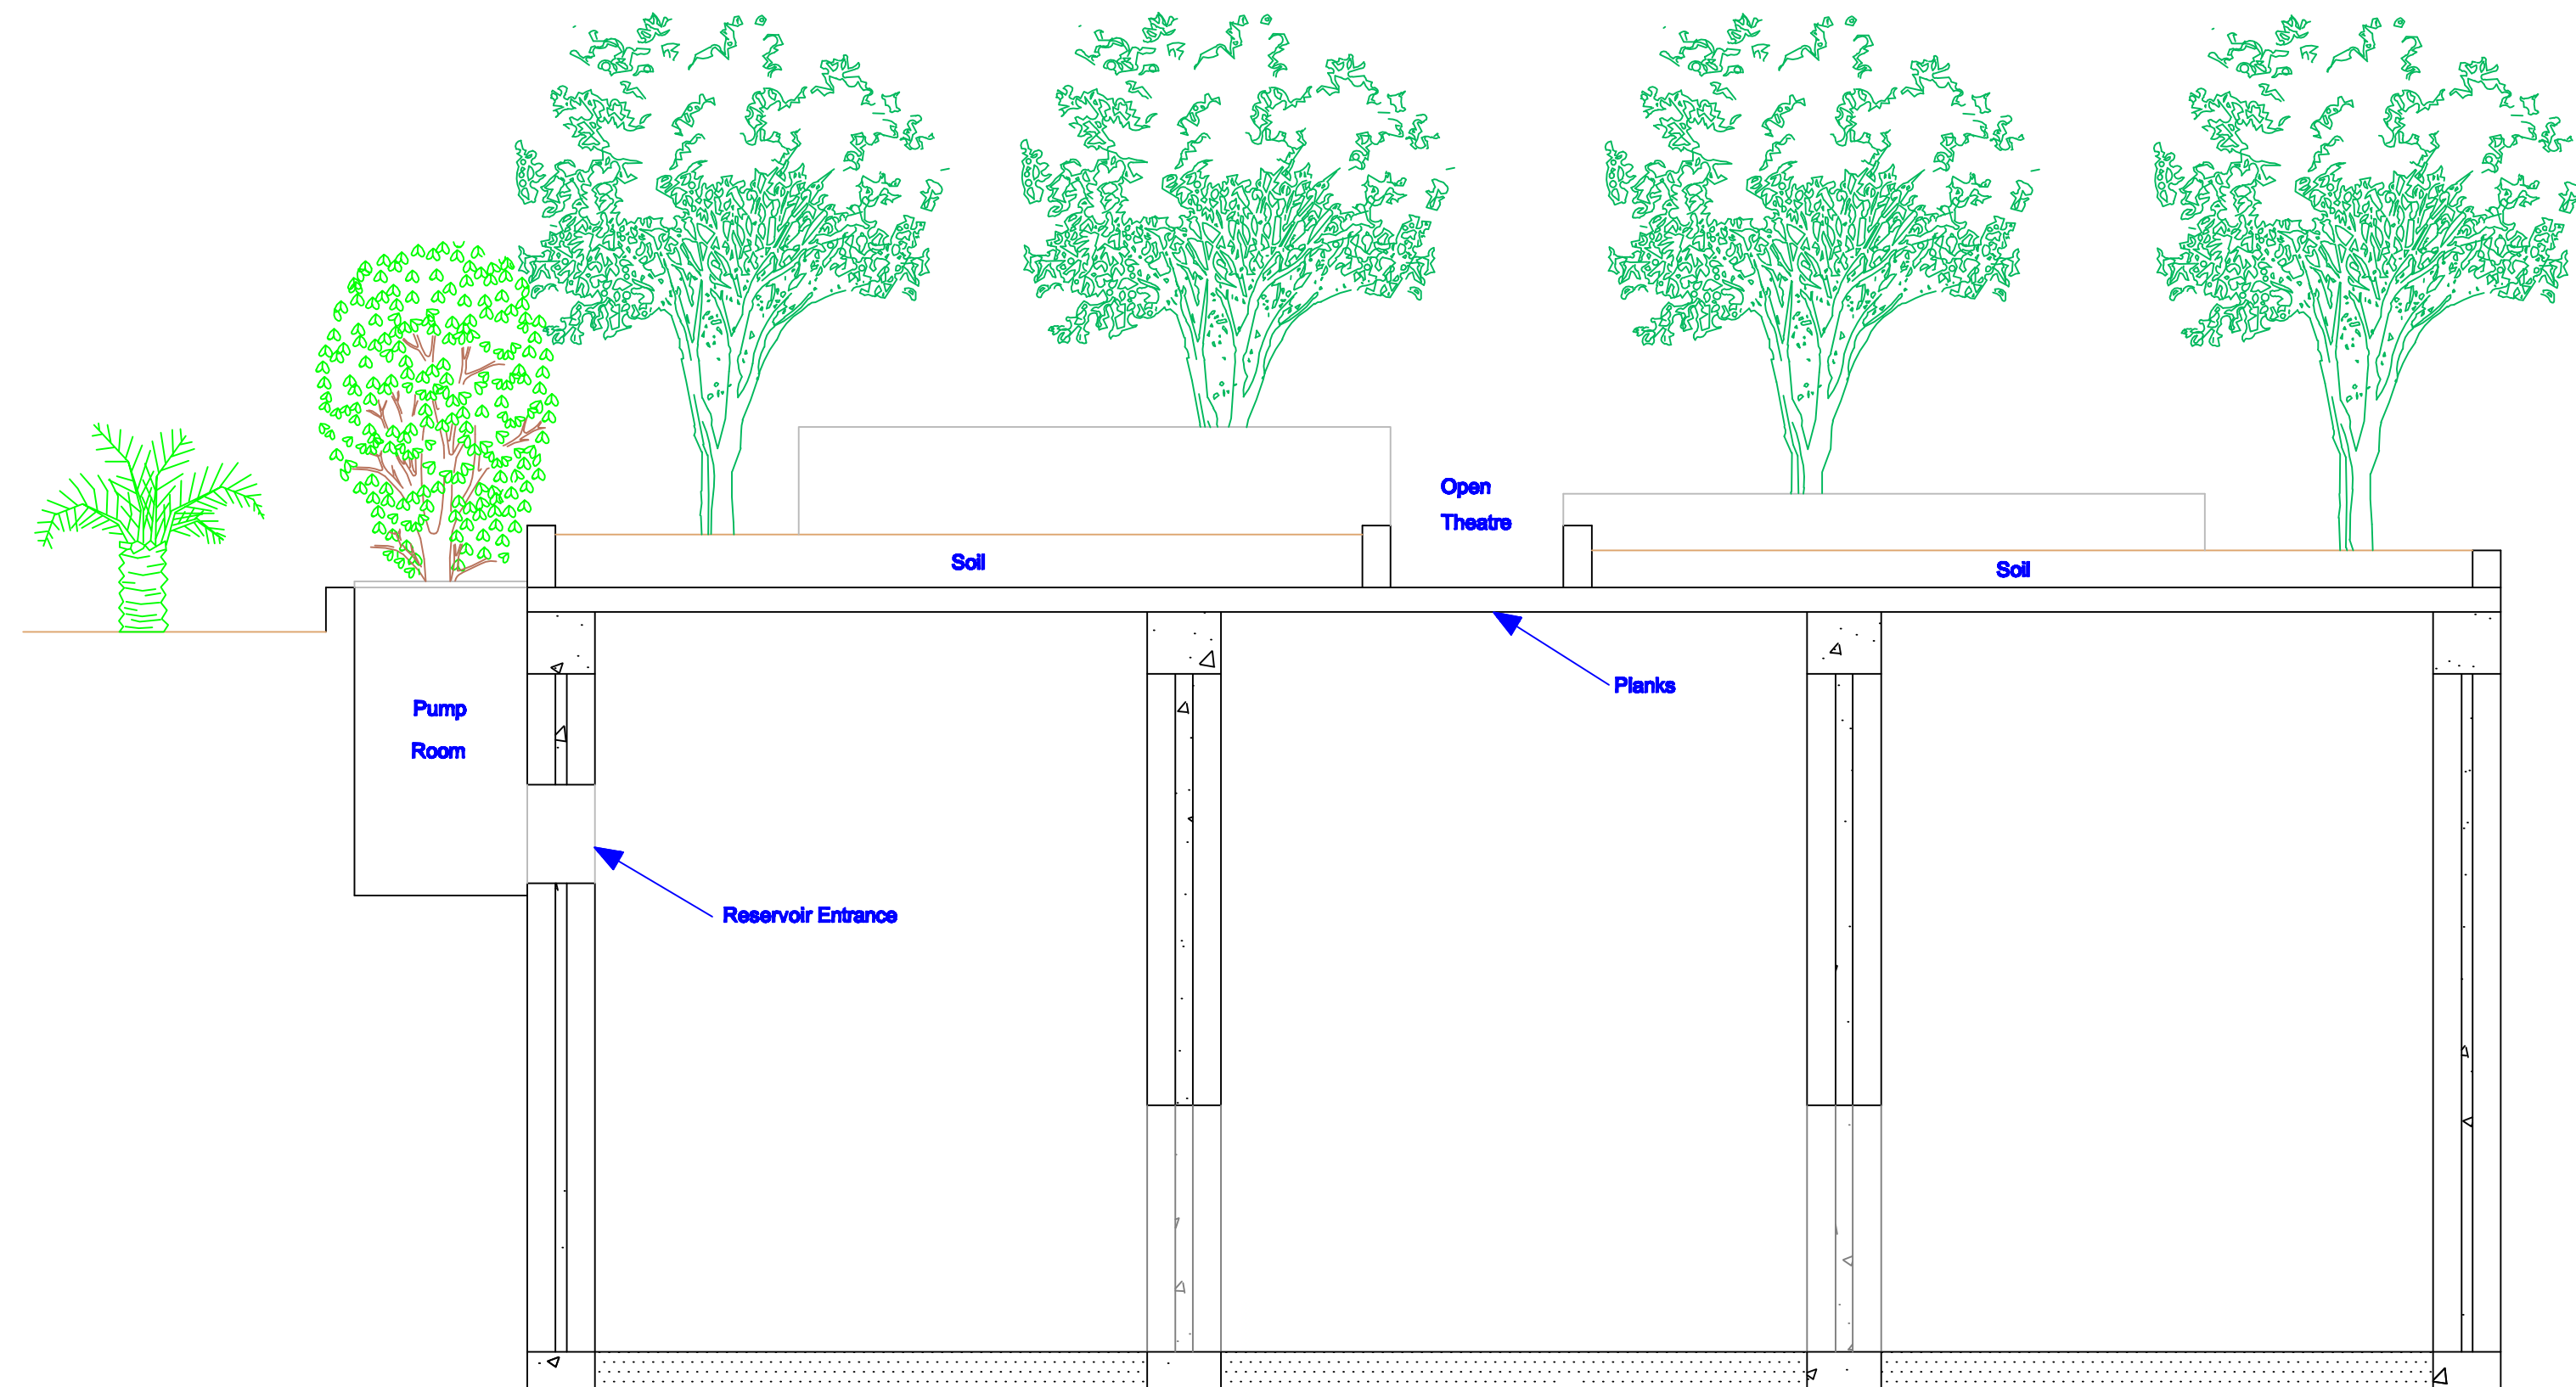 Open
Theatre
Soil
Soil
Planks
Pump
Room
Reservoir Entrance